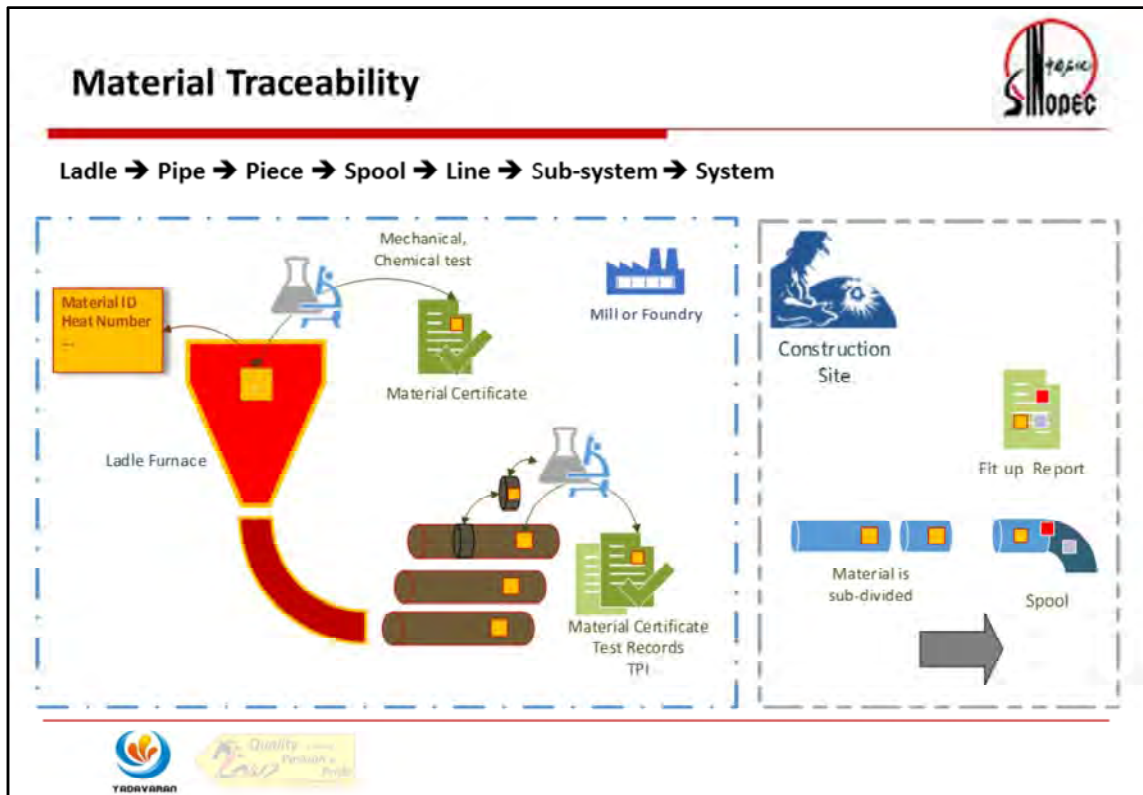 Material Traceability
SINOPEC
Ladle ➔ Pipe ➔ Piece ➔ Spool ➔ Line ➔ Sub-system ➔ System
Mechanical,
Chemical test
Material ID
Heat Number
Mill or Foundry
Material Certificate
Ladle Furnace
Material Certificate
Test Records
TPI
Construction
Site
Fit up Report
Material is
sub-divided
Spool
YADAVARAN
Quality